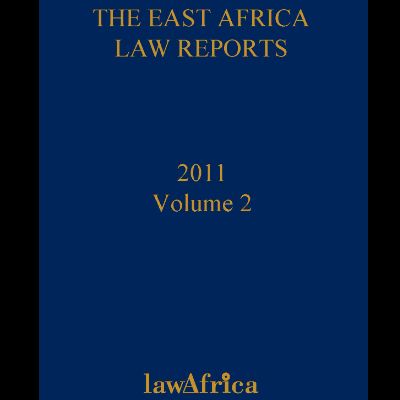 THE EAST AFRICA
LAW REPORTS
2011
Volume 2
lawAfrica